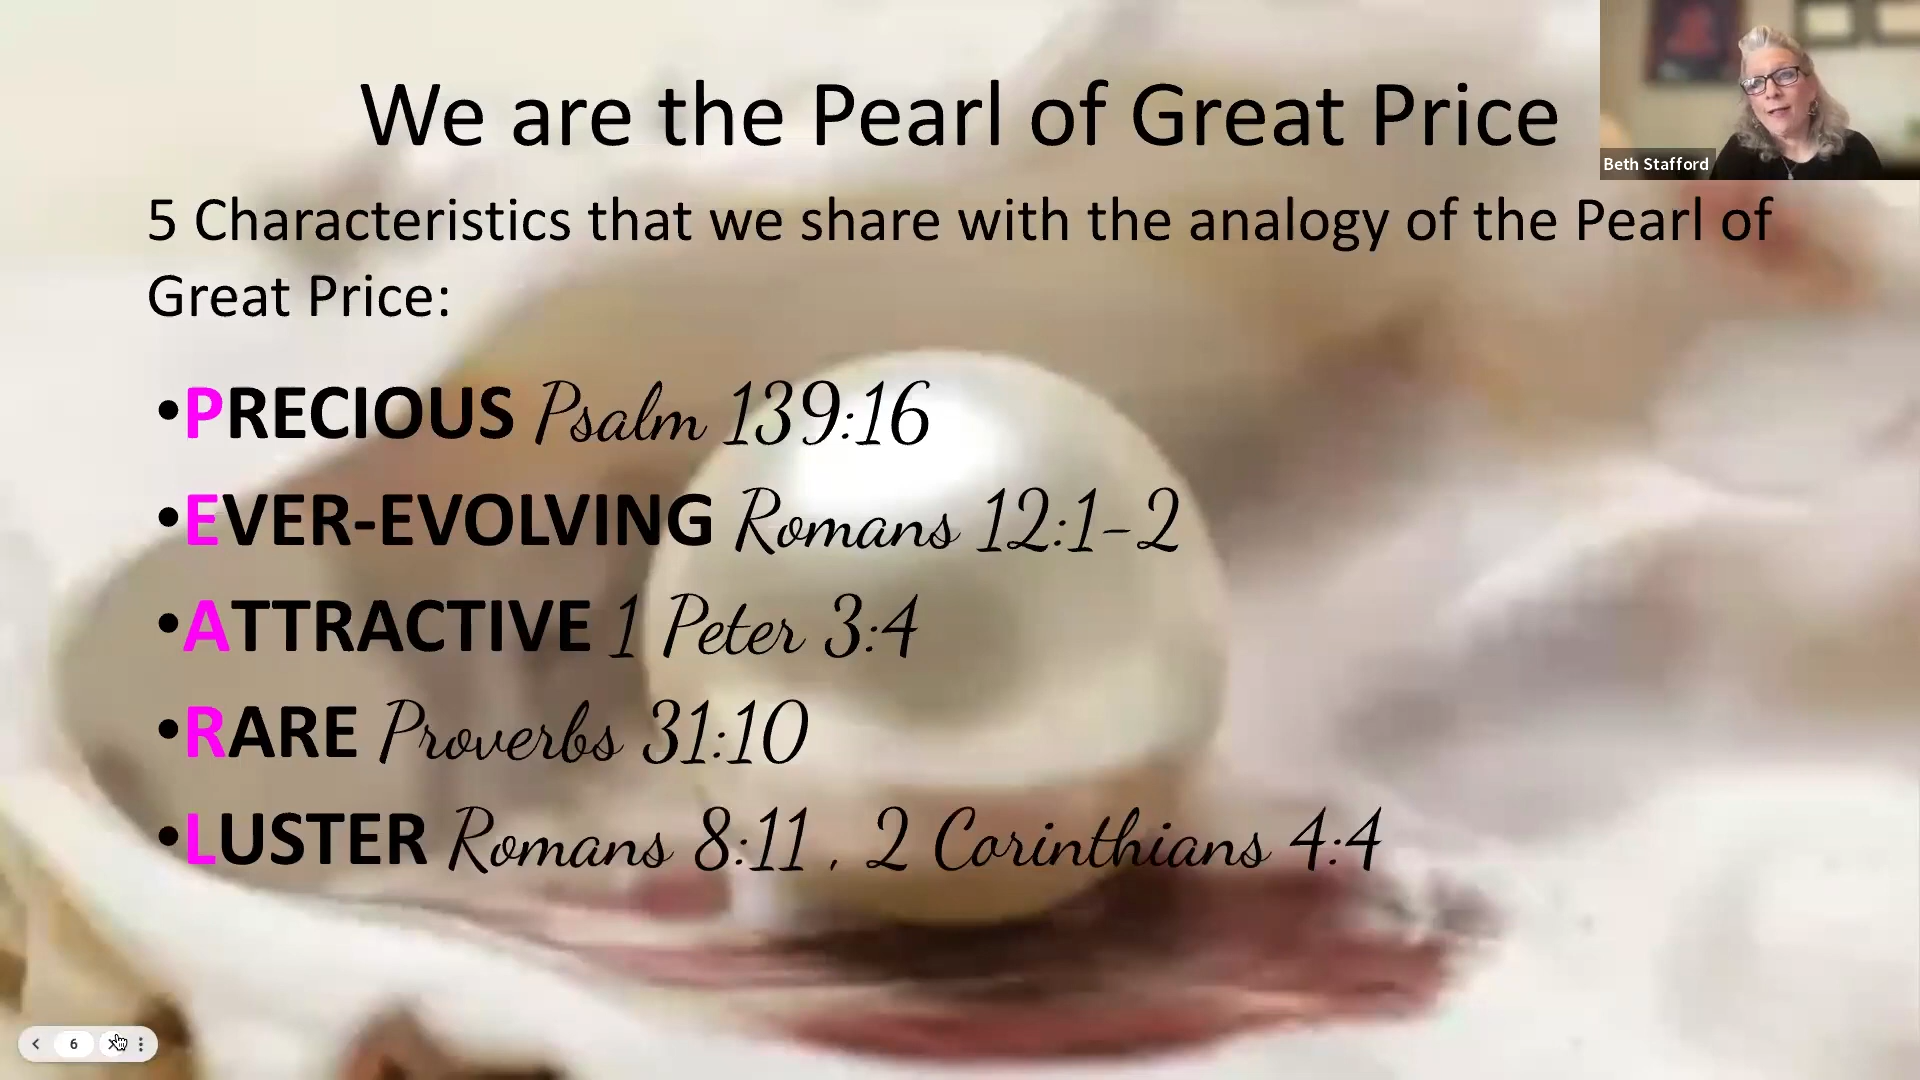 We are the Pearl of Great Price
Beth Stafford
5 Characteristics that we share with the analogy of the Pearl of
Great Price:
•PRECIOUS Psalm 139:16
•EVER-EVOLVING Romans 12:1-2
•ATTRACTIVE 1 Peter 3:4
•RARE Proverbs 31:10
•LUSTER Romans 8:11 , 2 Corinthians 4:4
6